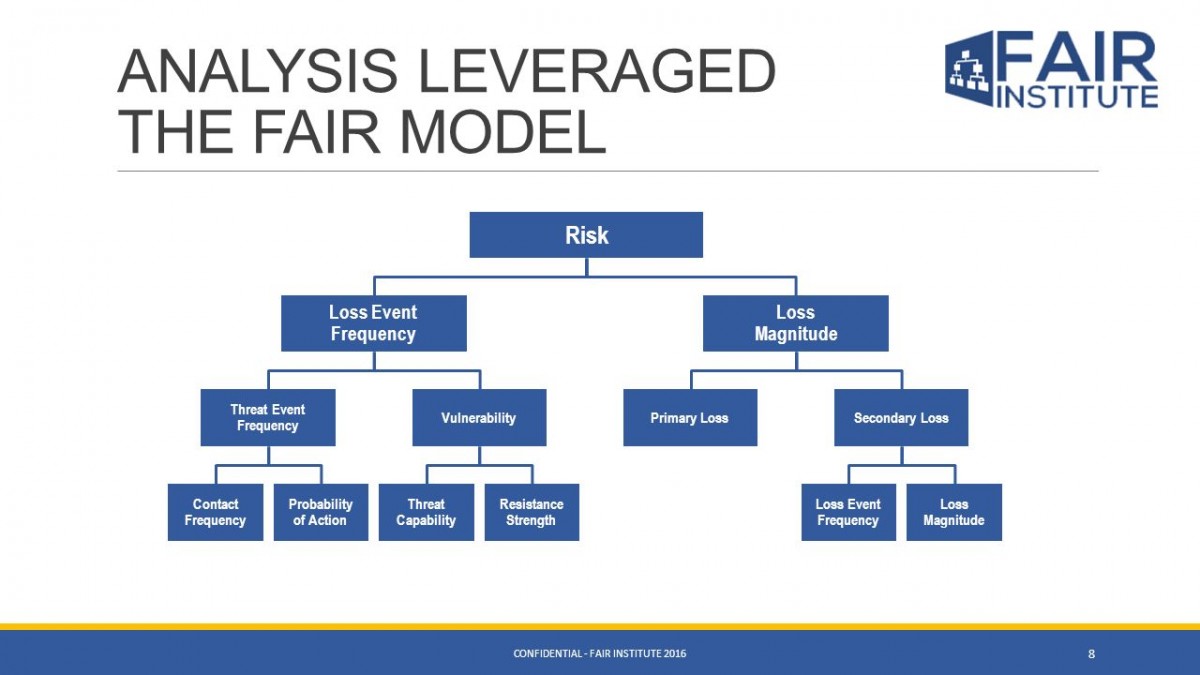 ANALYSIS LEVERAGED
THE FAIR MODEL
FAIR
INSTITUTE
Risk
Loss Event
Frequency
Loss
Magnitude
Threat Event
Frequency
Vulnerability
Primary Loss
Secondary Loss
Contact
Frequency
Probability
of Action
Threat
Capability
Resistance
Strength
Loss Event
Frequency
Loss
Magnitude
CONFIDENTIAL - FAIR INSTITUTE 2016
8